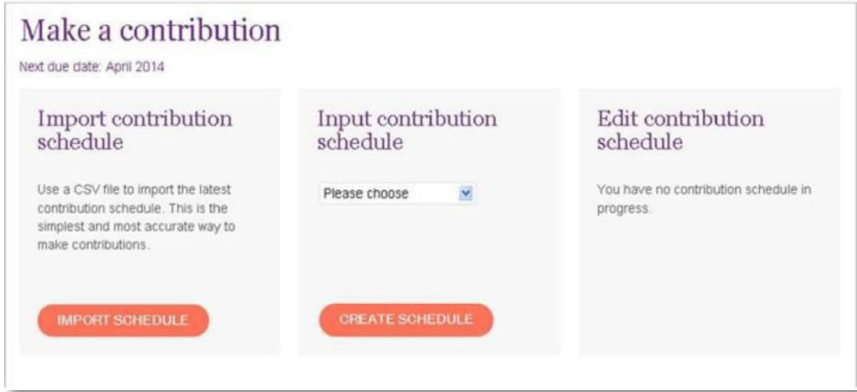 Make a contribution
Next due date: April 2014
Import contribution
schedule
Use a CSV file to import the latest
contribution schedule. This is the
simplest and most accurate way to
make contributions.
IMPORT SCHEDULE
Input contribution
schedule
Please choose
CREATE SCHEDULE
Edit contribution
schedule
You have no contribution schedule in
progress.